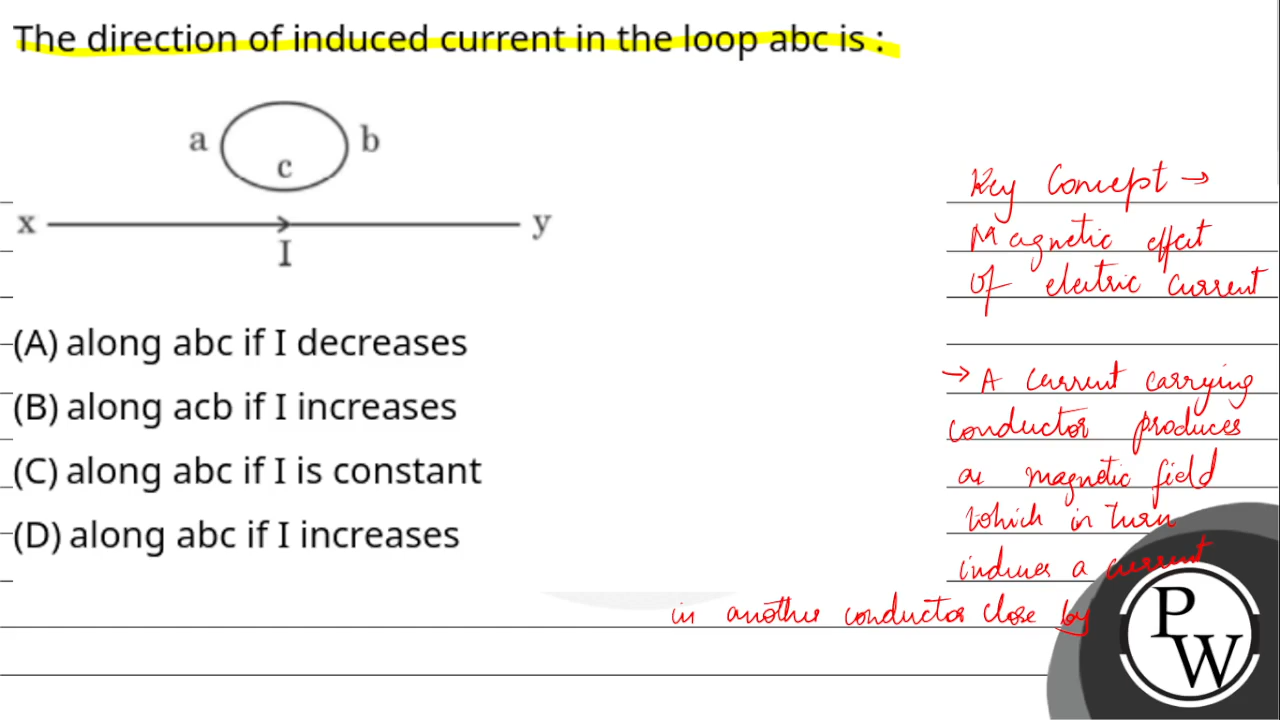 The direction of induced current in the loop abc is :
a
b
c
x
y
I
(A) along abc if I decreases
(B) along acb if I increases
(C) along abc if I is constant
(D) along abc if I increases
Key Concept →
Magnetic effect
of electric current
→ A current carrying
conductor produces
a magnetic field
which in turn
induces a current
in another conductor close by
P
W